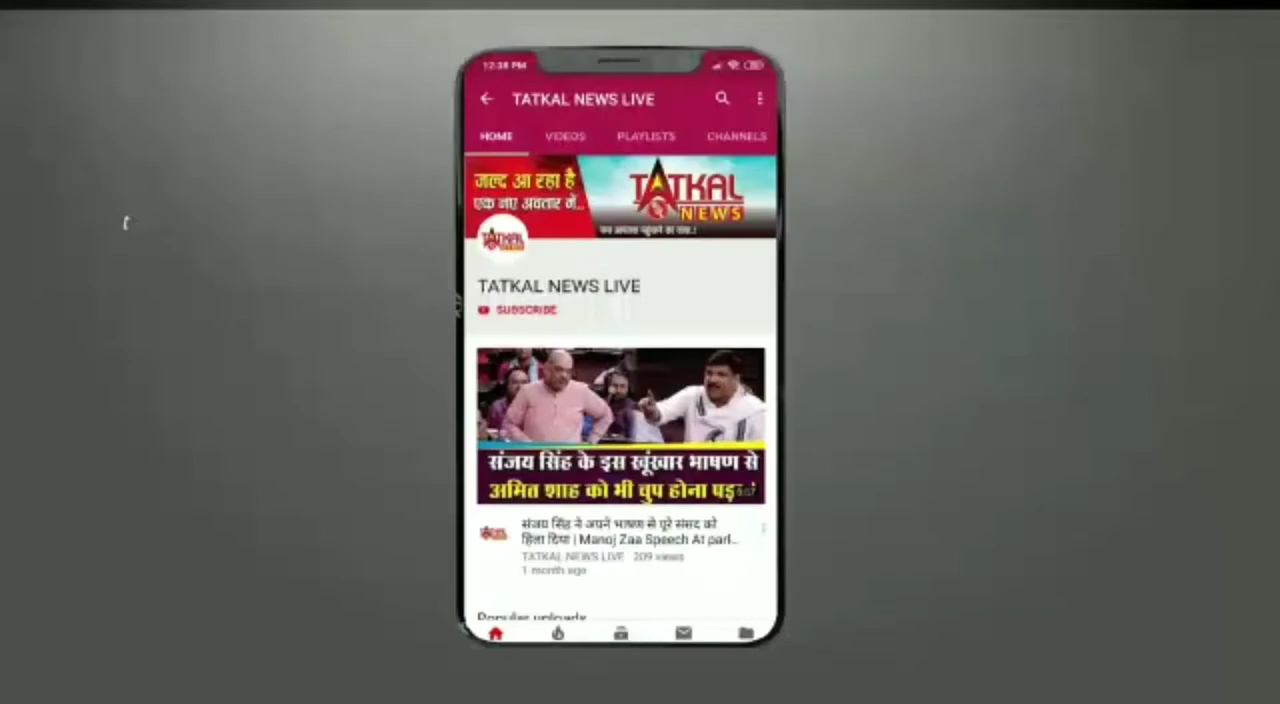 12:38 PM
TATKAL NEWS LIVE
HOME VIDEOS PLAYLISTS CHANNELS
जल्द आ रहा है
एक नए अवतार में..
TATKAL
NEWS
TATKAL
t
TATKAL NEWS LIVE
SUBSCRIBE
संजय सिंह के इस खूंखार भाषण से
अमित शाह को भी चुप होना पड़
संजय सिंह ने अपने भाषण से पूरे संसद को
हिला दिया | Manoj Zaa Speech At parl..
TATKAL NEWS LIVE 209 views
1 month ago
Popular uploads